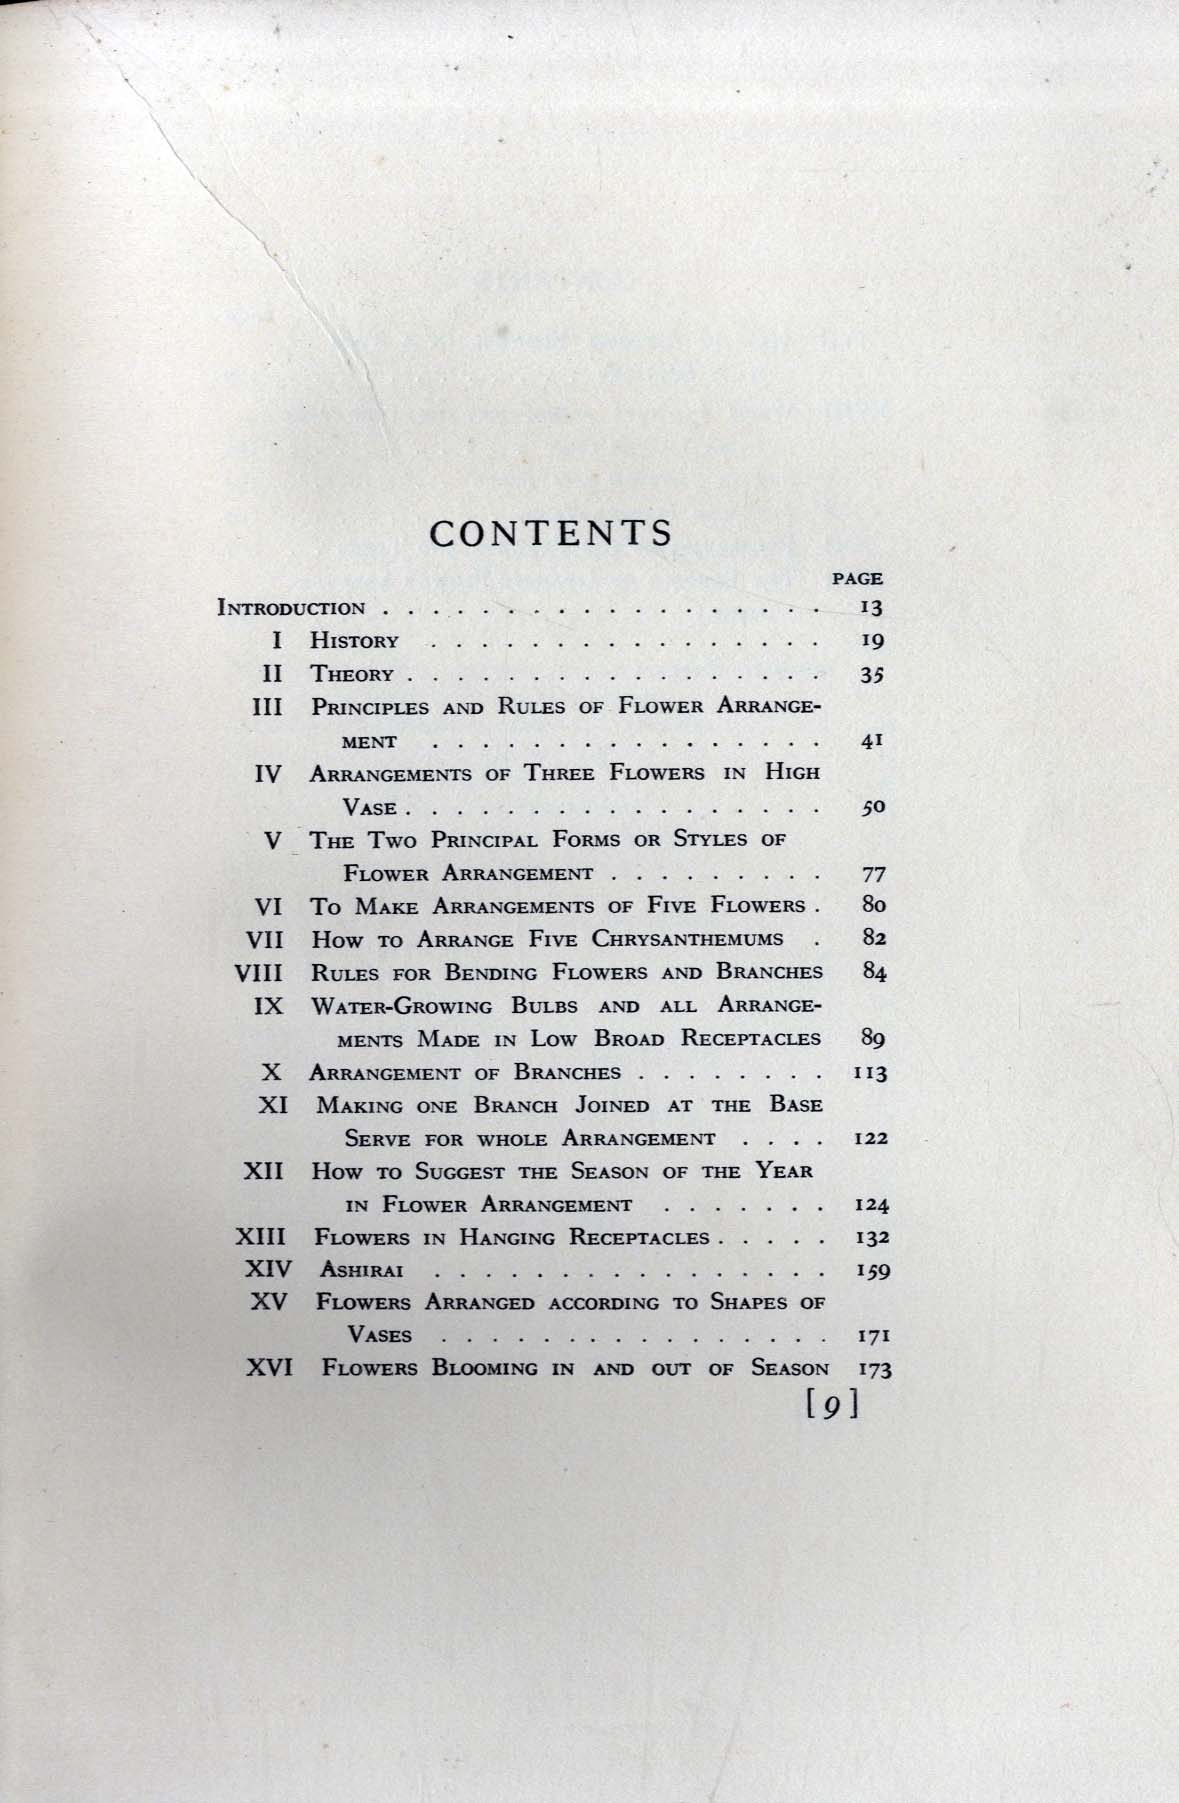 CONTENTS
PAGE
Introduction . . . . . . . . . . . . . . . . . . 13
I History . . . . . . . . . . . . . . . . 19
II Theory . . . . . . . . . . . . . . . . . 35
III Principles and Rules of Flower Arrange-
ment . . . . . . . . . . . . . . . . 41
IV Arrangements of Three Flowers in High
Vase . . . . . . . . . . . . . . . . . 50
V The Two Principal Forms or Styles of
Flower Arrangement . . . . . . . . . 77
VI To Make Arrangements of Five Flowers . 80
VII How to Arrange Five Chrysanthemums . 82
VIII Rules for Bending Flowers and Branches 84
IX Water-Growing Bulbs and all Arrange-
ments Made in Low Broad Receptacles 89
X Arrangement of Branches . . . . . . . . 113
XI Making one Branch Joined at the Base
Serve for whole Arrangement . . . . 122
XII How to Suggest the Season of the Year
in Flower Arrangement . . . . . . . 124
XIII Flowers in Hanging Receptacles . . . . . 132
XIV Ashirai . . . . . . . . . . . . . . . . 159
XV Flowers Arranged according to Shapes of
Vases . . . . . . . . . . . . . . . . 171
XVI Flowers Blooming in and out of Season 173
[9]